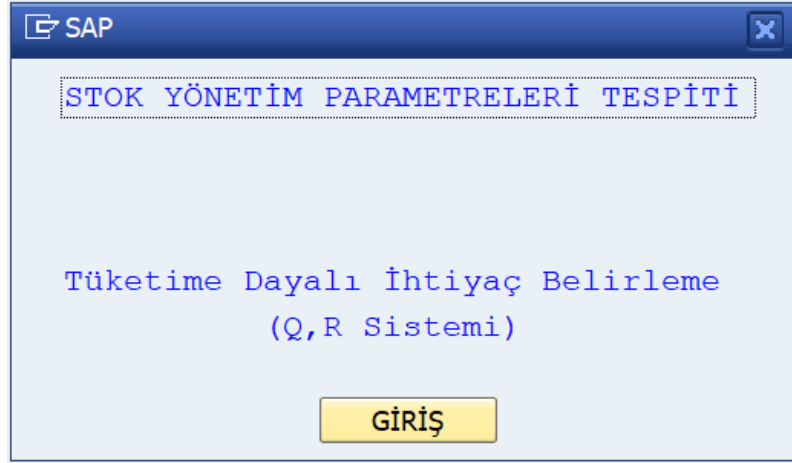 SAP
STOK YÖNETİM PARAMETRELERİ TESPİTİ
Tüketime Dayalı İhtiyaç Belirleme
(Q,R Sistemi)
GİRİŞ